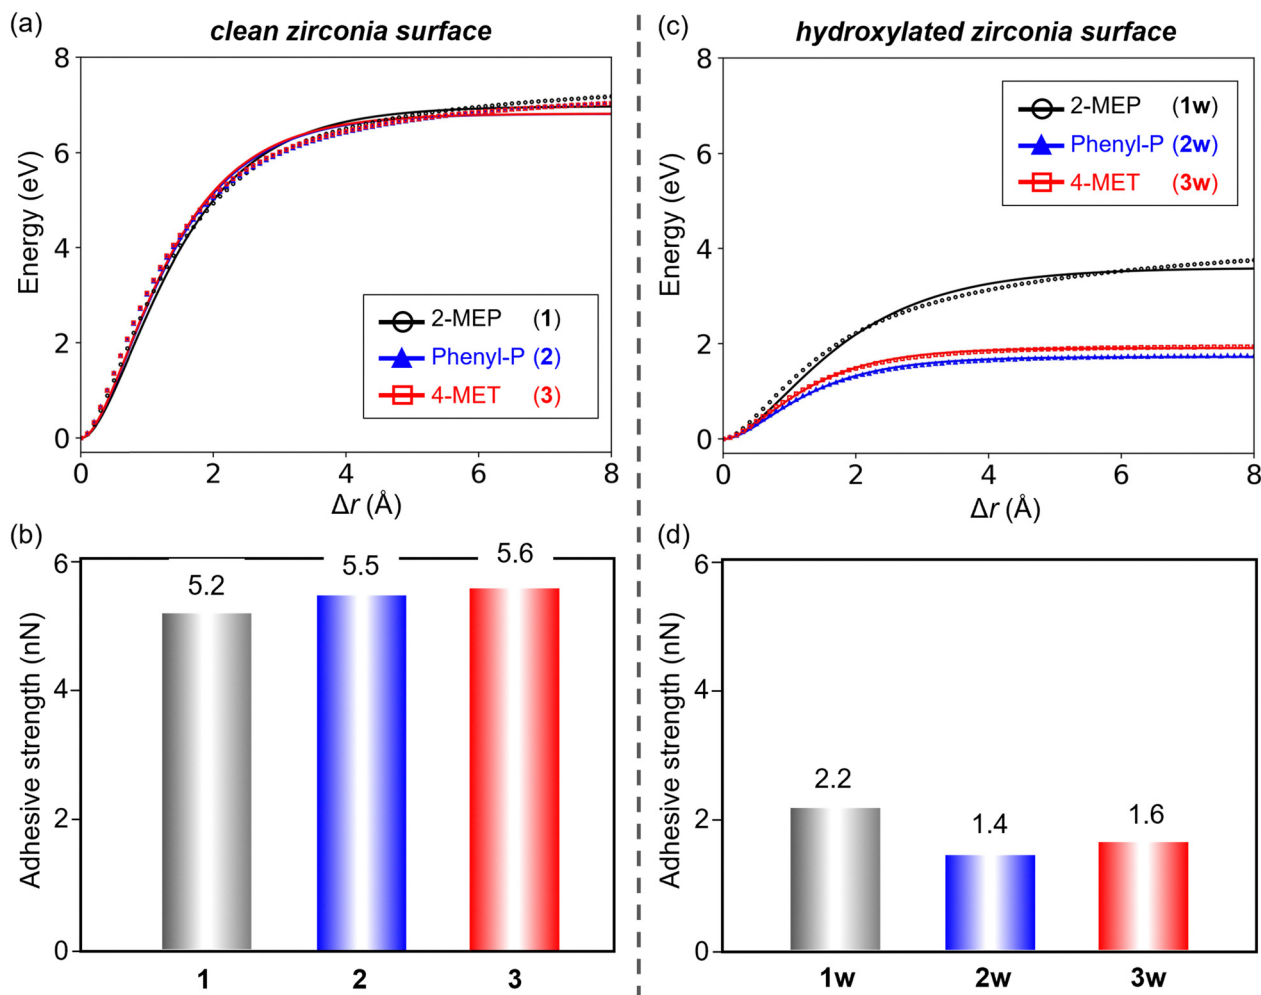 (a)
clean zirconia surface
8
6
4
2
0
Energy (eV)
0 2 4 6 8
Δr (Å)
2-MEP (1)
Phenyl-P (2)
4-MET (3)
(b)
6
4
2
0
Adhesive strength (nN)
5.2
5.5
5.6
1 2 3
(c)
hydroxylated zirconia surface
8
6
4
2
0
Energy (eV)
0 2 4 6 8
Δr (Å)
2-MEP (1w)
Phenyl-P (2w)
4-MET (3w)
(d)
6
4
2
0
Adhesive strength (nN)
2.2
1.4
1.6
1w 2w 3w